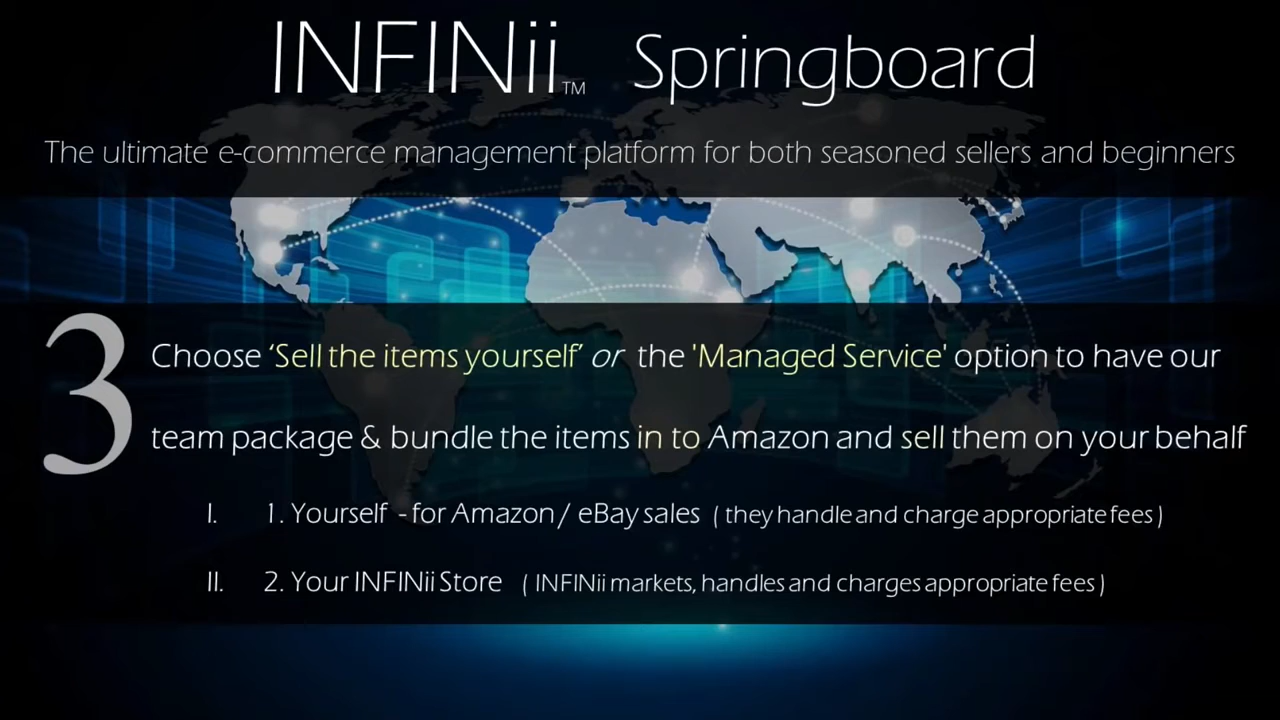 INFINii™ Springboard
The ultimate e-commerce management platform for both seasoned sellers and beginners
3
Choose ‘Sell the items yourself’ or the 'Managed Service' option to have our
team package & bundle the items in to Amazon and sell them on your behalf
I. 1. Yourself - for Amazon / eBay sales ( they handle and charge appropriate fees )
II. 2. Your INFINii Store ( INFINii markets, handles and charges appropriate fees )